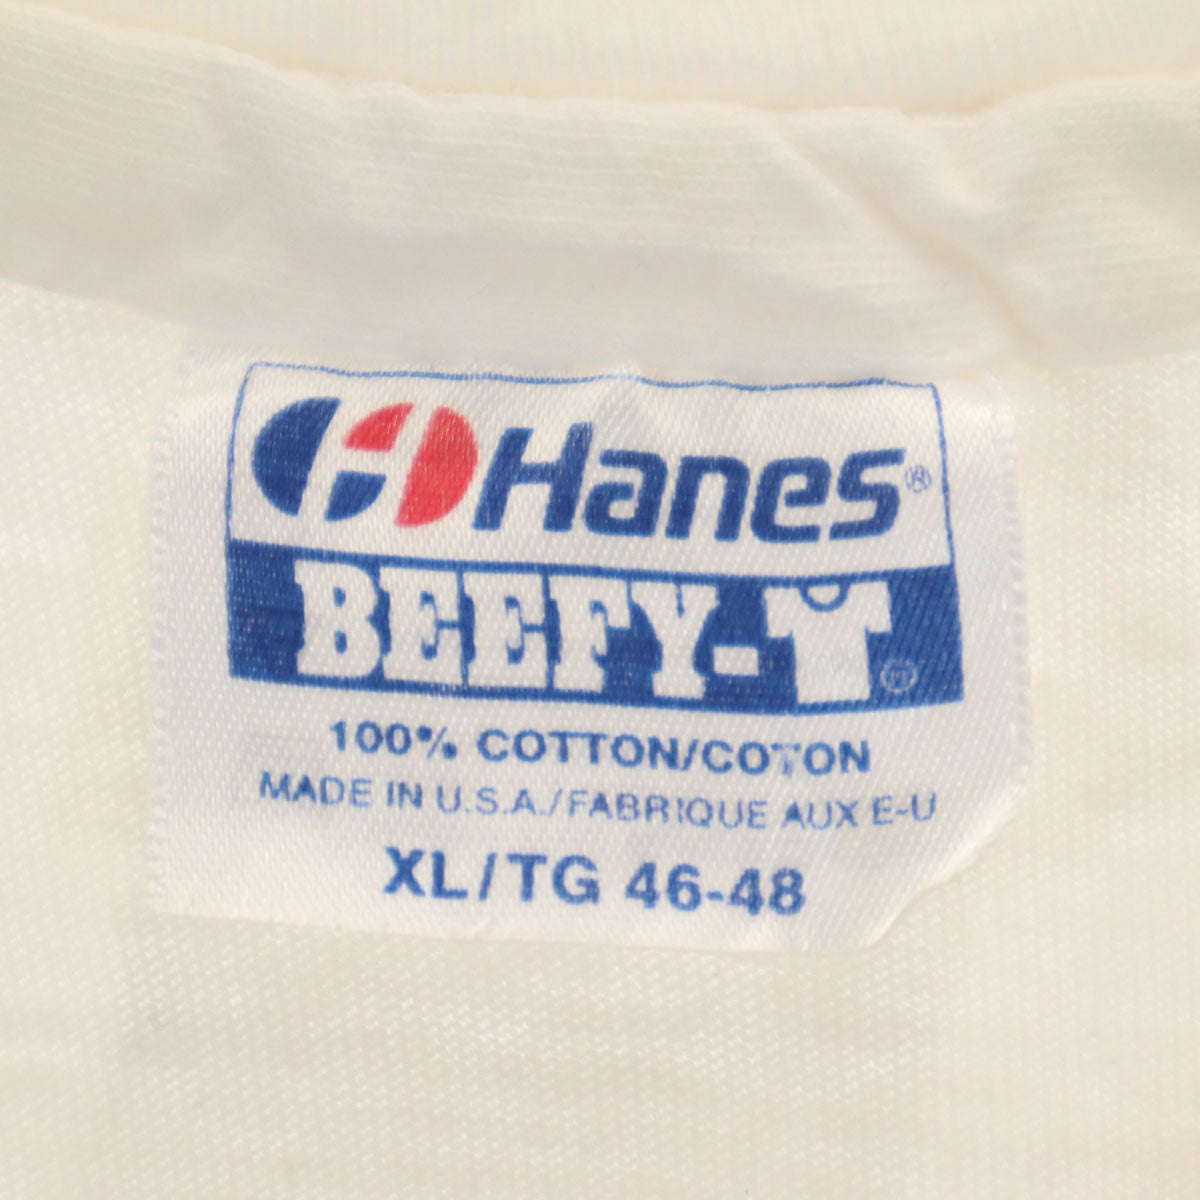 Hanes®
BEEFY-T®
100% COTTON/COTON
MADE IN U.S.A./FABRIQUE AUX E-U
XL/TG 46-48